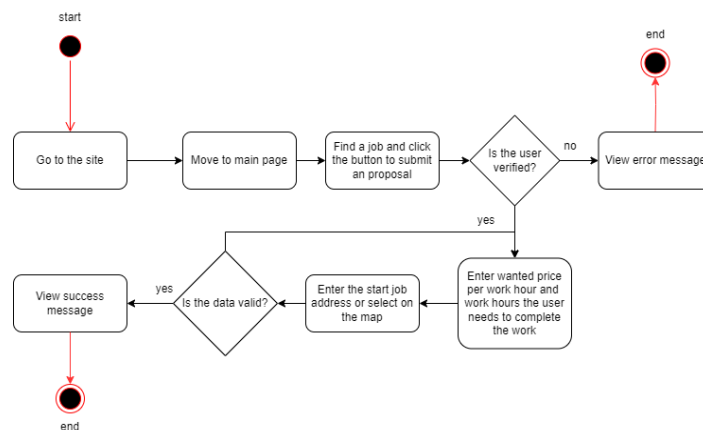 start
end
Go to the site
Move to main page
Find a job and click
the button to submit
an proposal
Is the user
verified?
no
View error message
yes
View success
message
yes
Is the data valid?
Enter the start job
address or select on
the map
Enter wanted price
per work hour and
work hours the user
needs to complete
the work
end